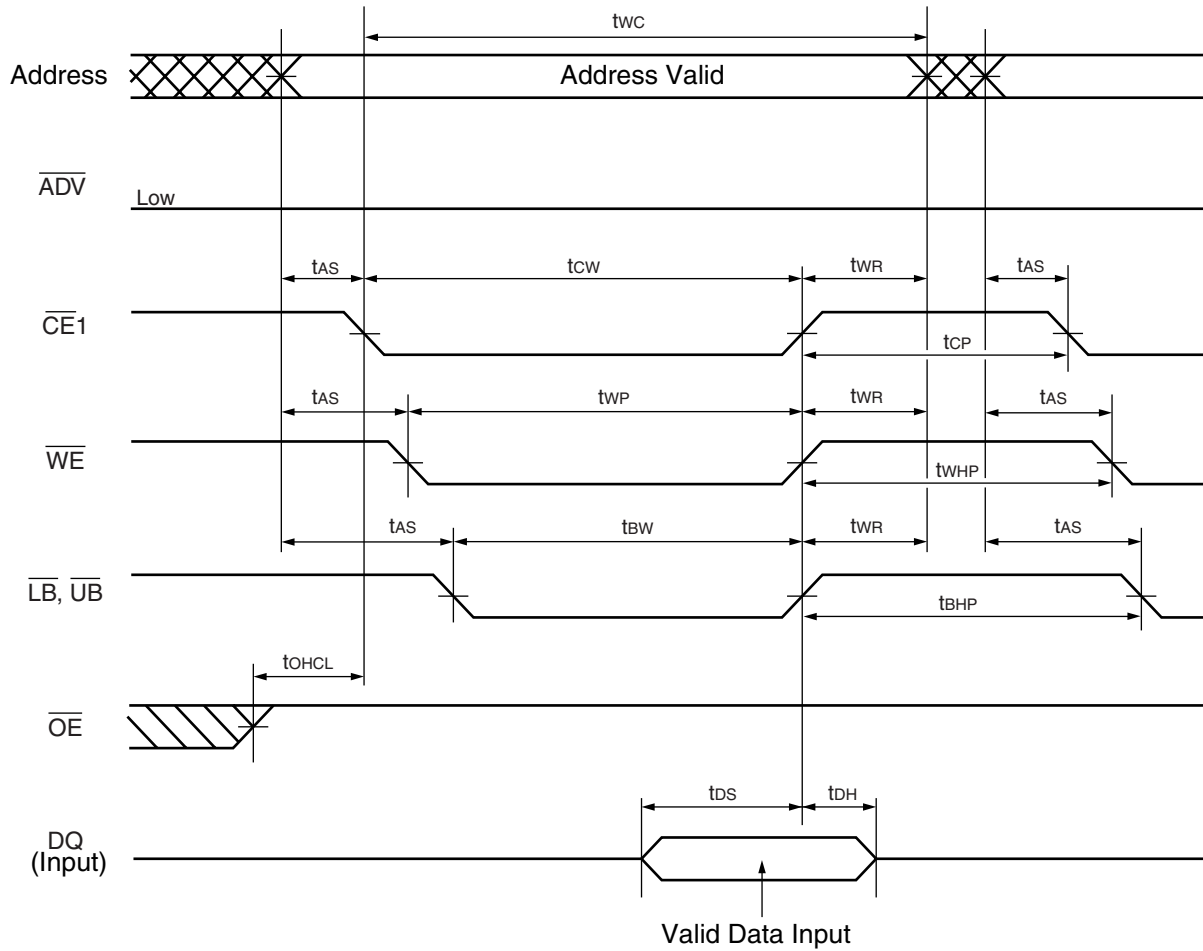 tWC
Address Address Valid
ADV
Low
tAS tCW tWR tAS
CE1
tCP
tAS tWP tWR tAS
WE
tWHP
tAS tBW tWR tAS
LB, UB
tBHP
tOHCL
OE
tDS tDH
DQ
(Input)
Valid Data Input